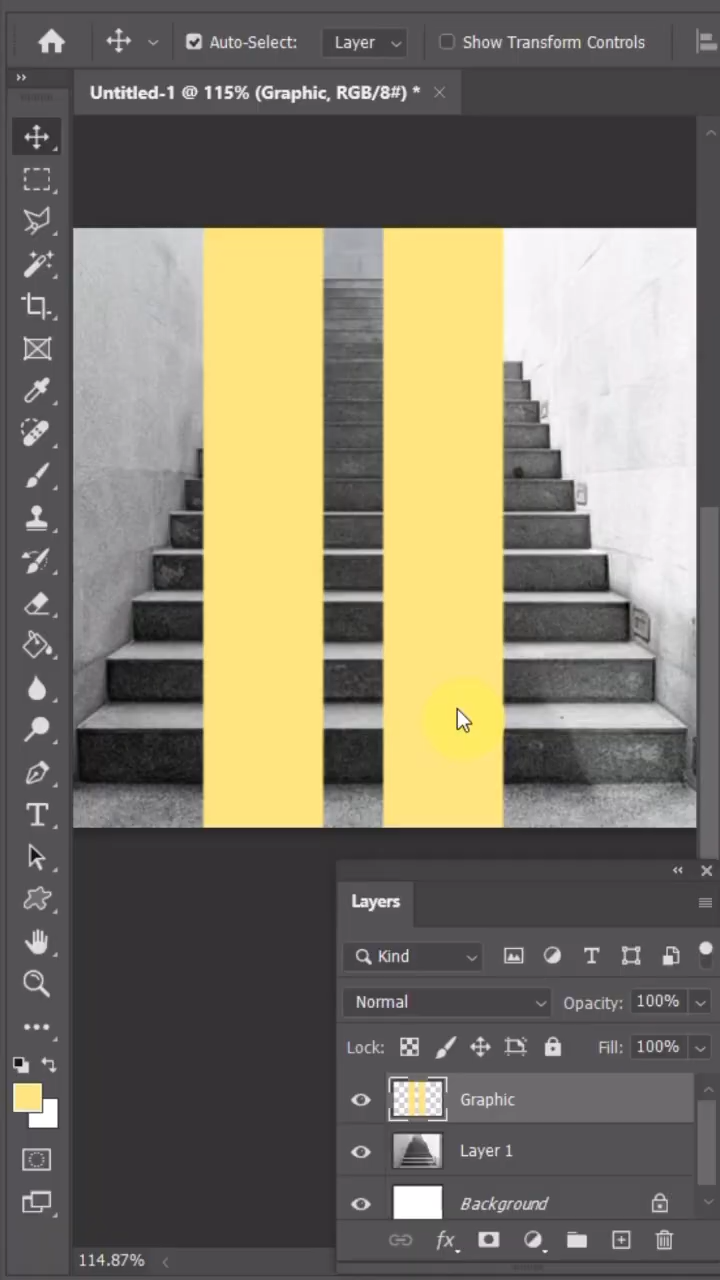 Auto-Select:
Layer
Show Transform Controls
Untitled-1 @ 115% (Graphic, RGB/8#) *
Layers
Kind
Normal
Opacity: 100%
Lock:
Fill: 100%
Graphic
Layer 1
Background
fx
114.87%